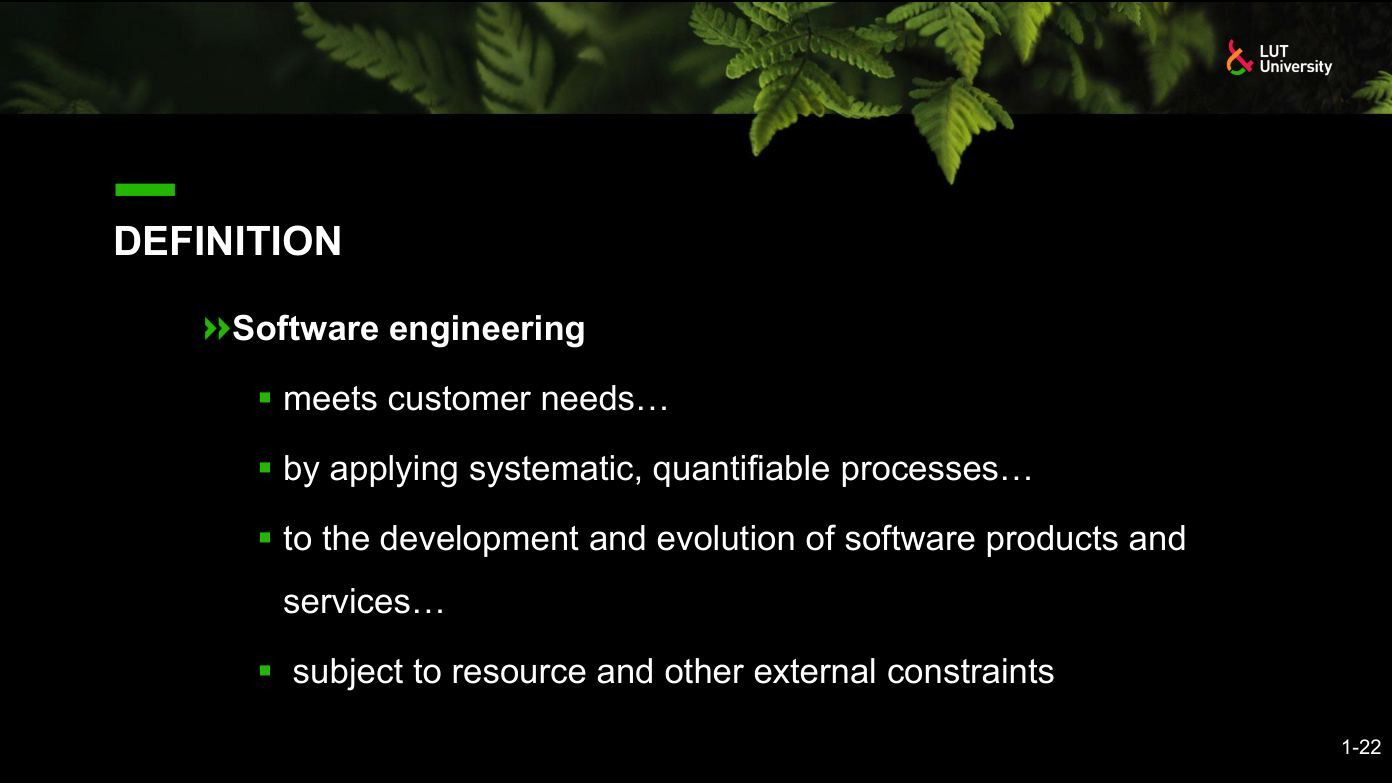 LUT
University
DEFINITION
Software engineering
meets customer needs…
by applying systematic, quantifiable processes…
to the development and evolution of software products and
services…
subject to resource and other external constraints
1-22